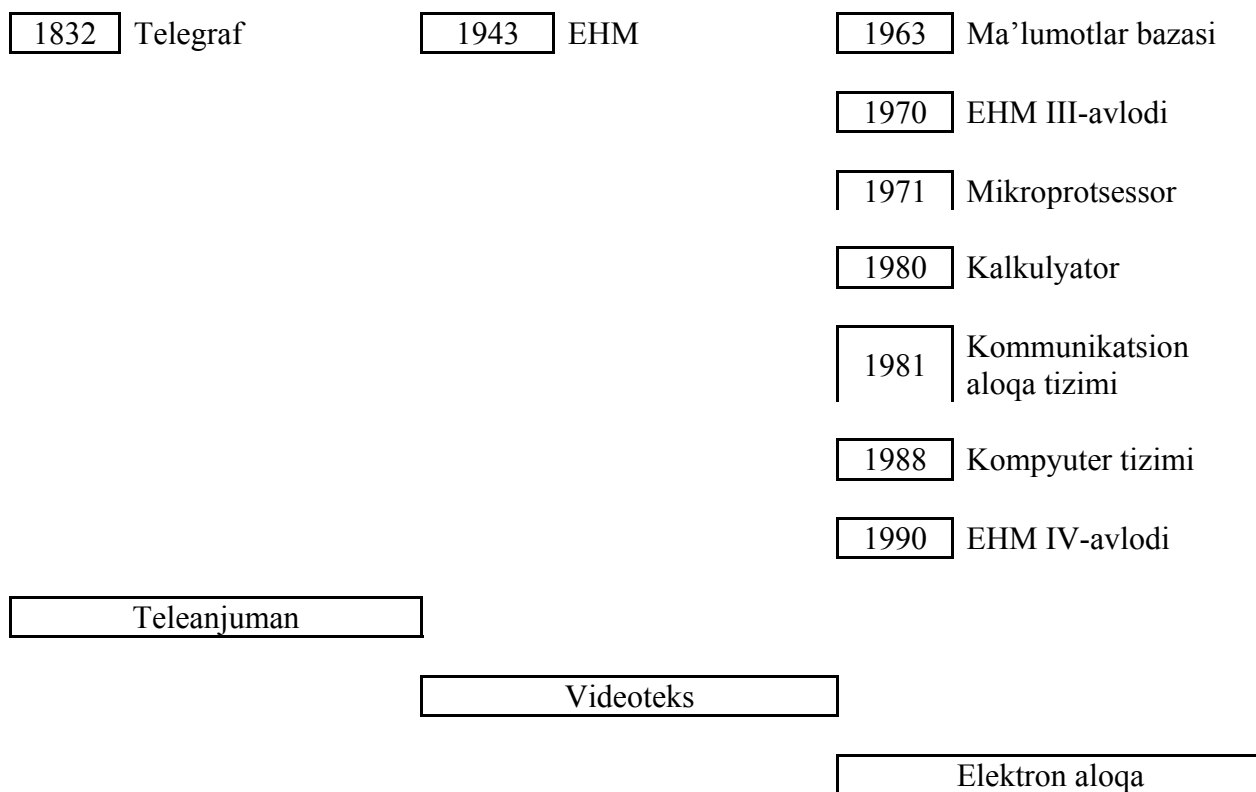 1832 Telegraf 1943 EHM 1963 Ma’lumotlar bazasi
1970 EHM III-avlodi
1971 Mikroprotsessor
1980 Kalkulyator
1981 Kommunikatsion
aloqa tizimi
1988 Kompyuter tizimi
1990 EHM IV-avlodi
Teleanjuman
Videoteks
Elektron aloqa